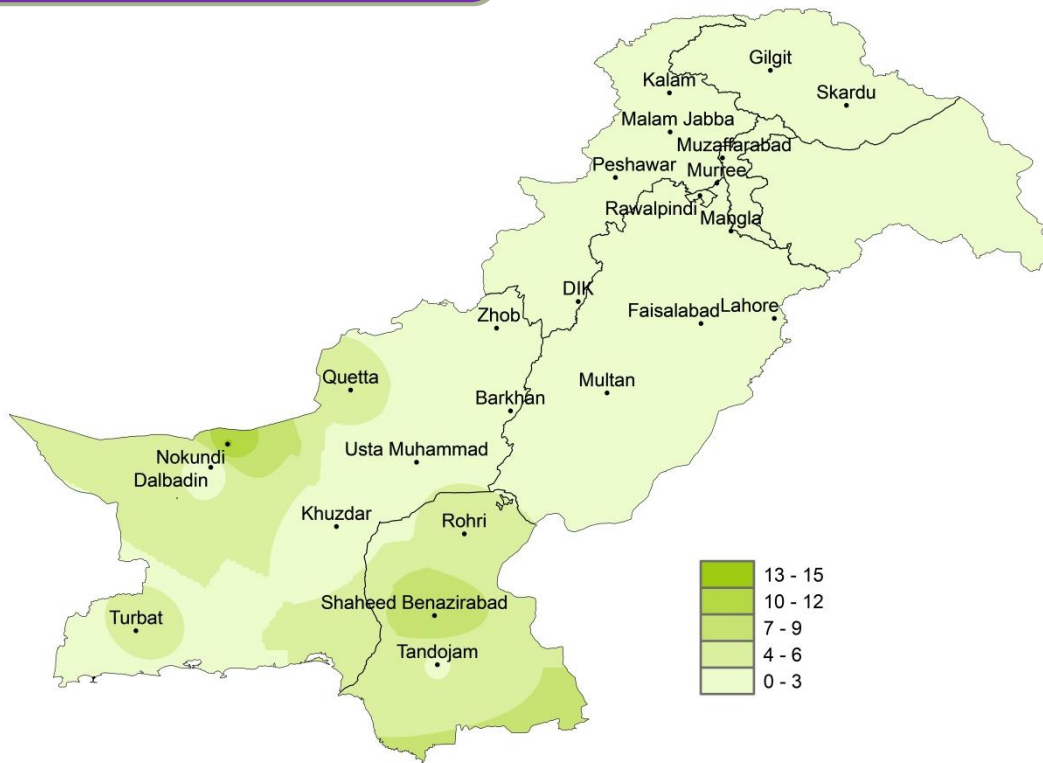 Gilgit
Kalam
Skardu
Malam Jabba
Muzaffarabad
Peshawar
Murree
Rawalpindi
Mangla
DIK
Faisalabad
Lahore
Zhob
Quetta
Multan
Barkhan
Usta Muhammad
Nokundi
Dalbadin
Khuzdar
Rohri
Shaheed Benazirabad
Turbat
Tandojam
13 - 15
10 - 12
7 - 9
4 - 6
0 - 3